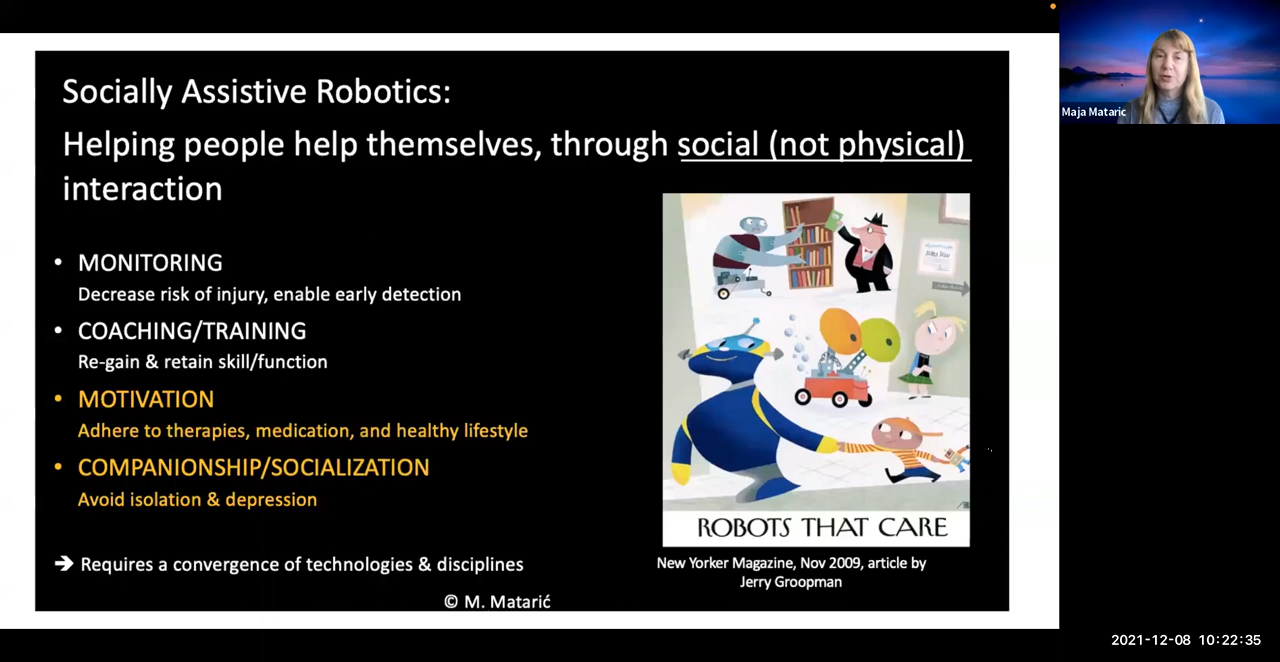 Socially Assistive Robotics:
Helping people help themselves, through social (not physical)
interaction
• MONITORING
Decrease risk of injury, enable early detection
• COACHING/TRAINING
Re-gain & retain skill/function
• MOTIVATION
Adhere to therapies, medication, and healthy lifestyle
• COMPANIONSHIP/SOCIALIZATION
Avoid isolation & depression
➔ Requires a convergence of technologies & disciplines
© M. Matarić
ROBOTS THAT CARE
New Yorker Magazine, Nov 2009, article by
Jerry Groopman
Maja Mataric
2021-12-08 10:22:35